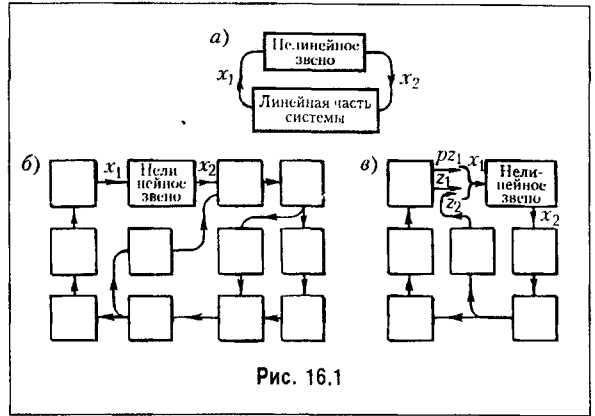 а)
Нелинейное
звено
x₁
x₂
Линейная часть
системы
б)
x₁
Нели
нейное
звено
x₂
в)
pz₁
z₁
z₂
x₁
Нели-
нейное
звено
x₂
Рис. 16.1